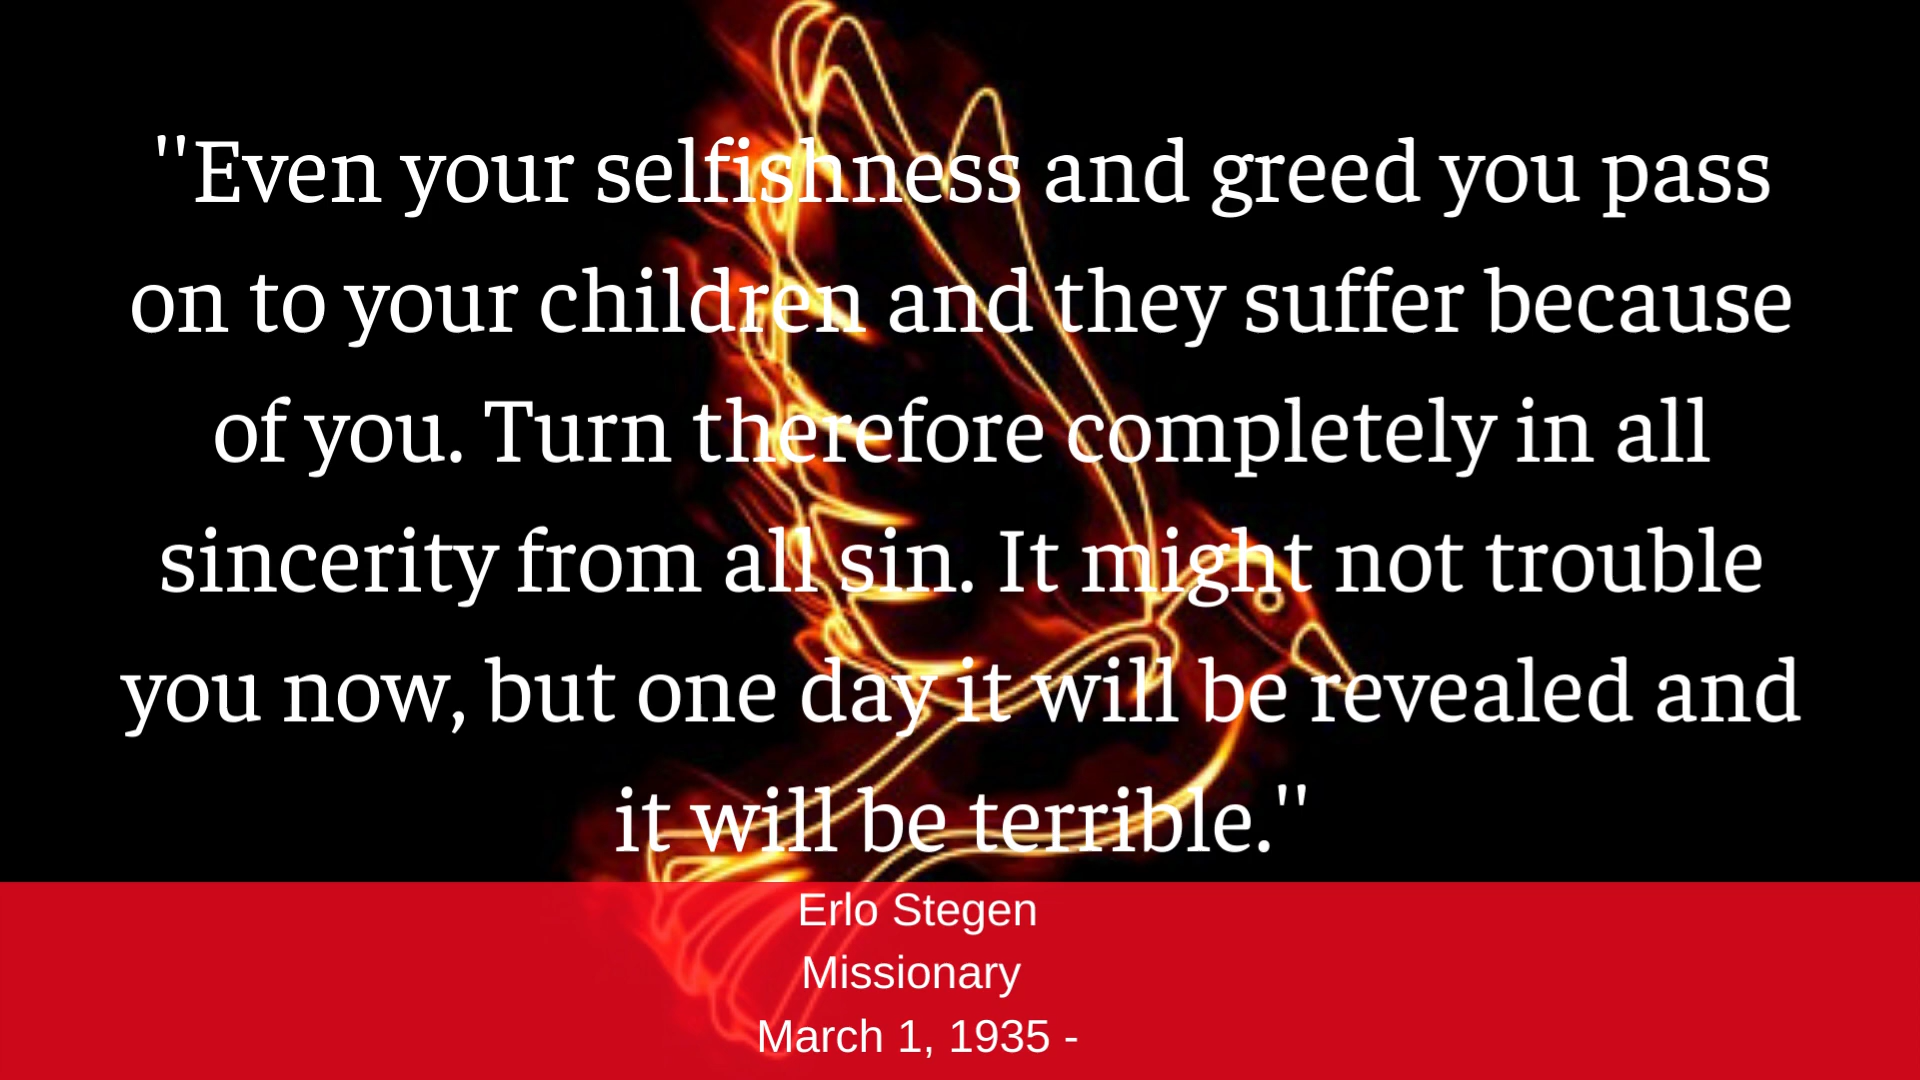 "Even your selfishness and greed you pass
on to your children and they suffer because
of you. Turn therefore completely in all
sincerity from all sin. It might not trouble
you now, but one day it will be revealed and
it will be terrible."
Erlo Stegen
Missionary
March 1, 1935 -